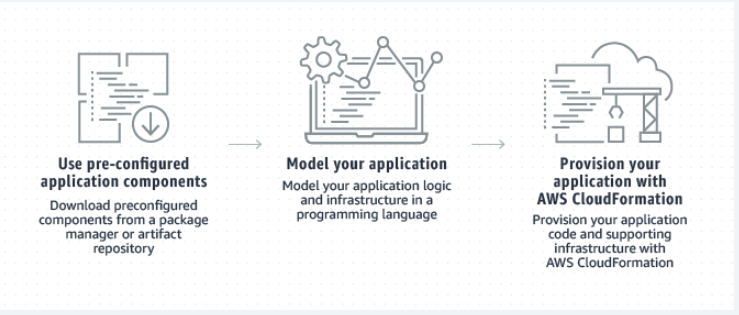 Use pre-configured
application components
Download preconfigured
components from a package
manager or artifact
repository
Model your application
Model your application logic
and infrastructure in a
programming language
Provision your
application with
AWS CloudFormation
Provision your application
code and supporting
infrastructure with
AWS CloudFormation